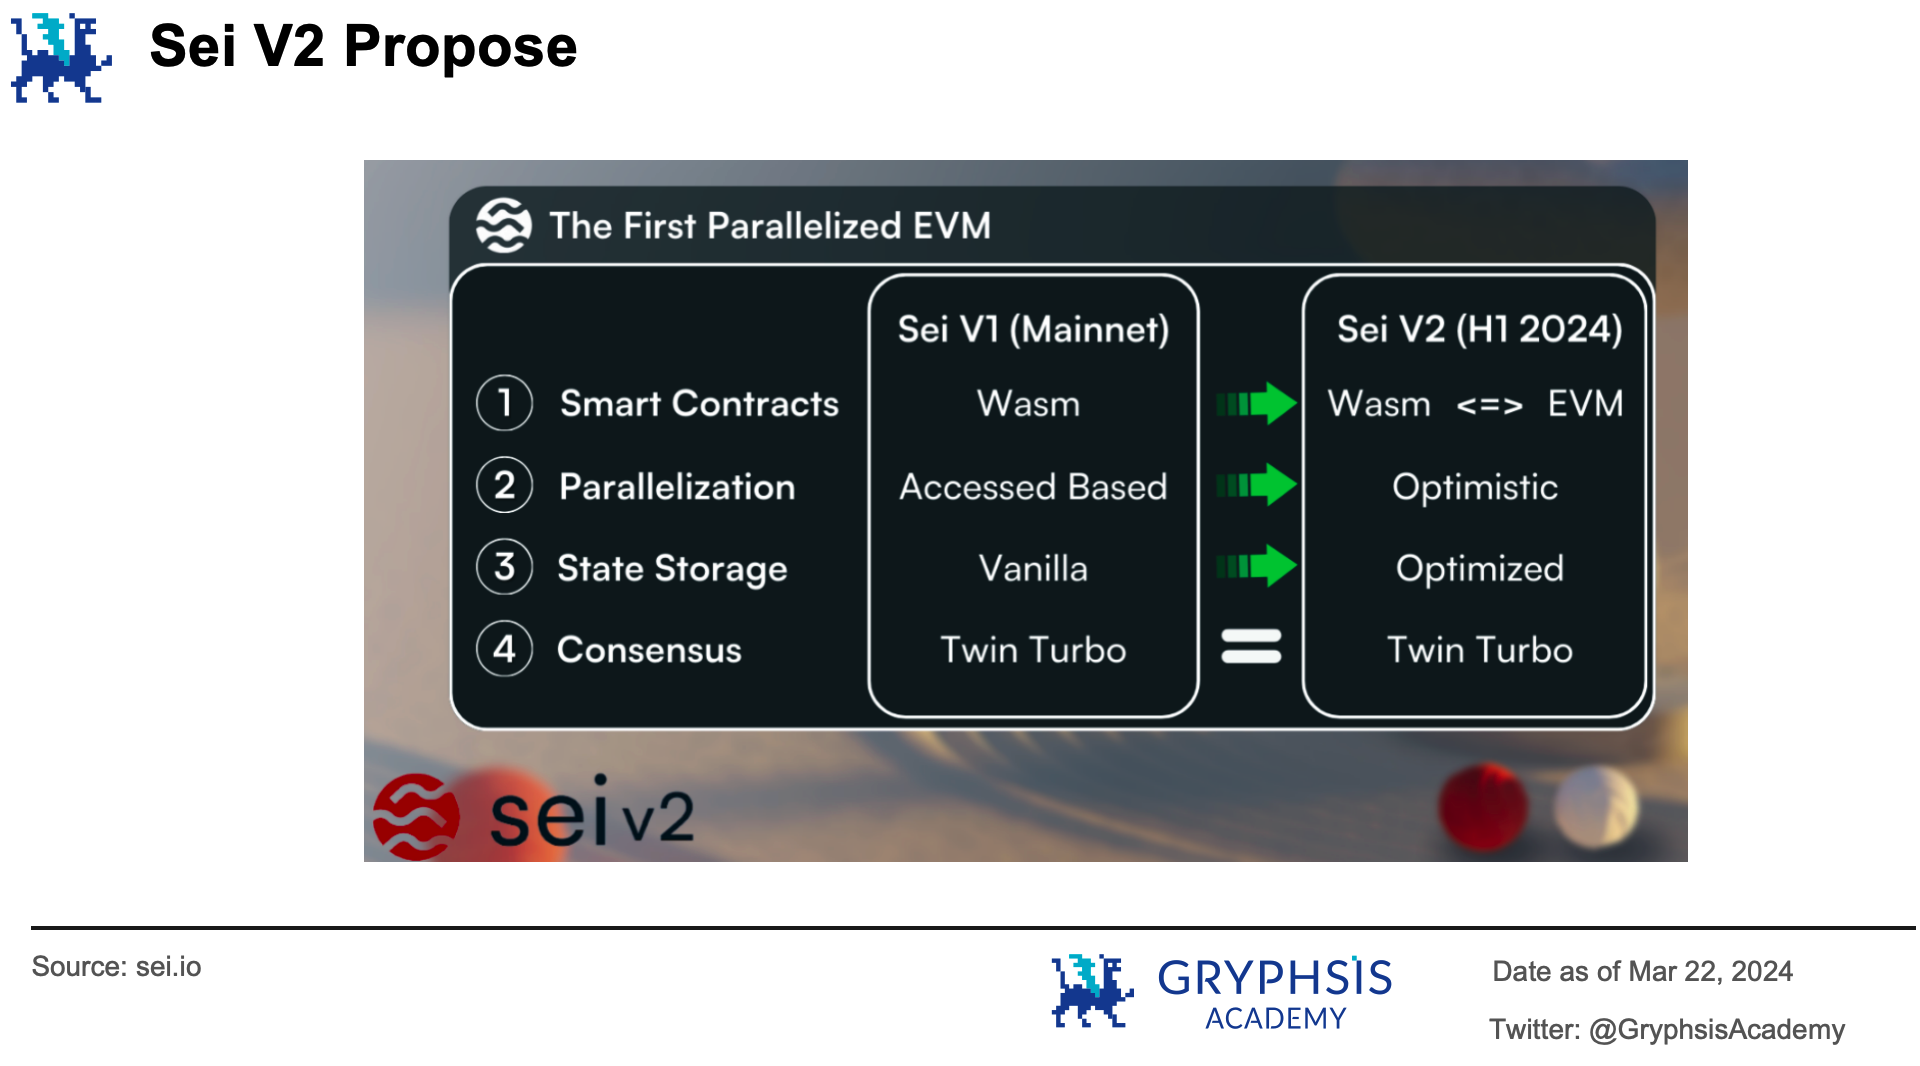 Sei V2 Propose
The First Parallelized EVM
Sei V1 (Mainnet) Sei V2 (H1 2024)
1 Smart Contracts Wasm Wasm <=> EVM
2 Parallelization Accessed Based Optimistic
3 State Storage Vanilla Optimized
4 Consensus Twin Turbo = Twin Turbo
sei v2
Source: sei.io
GRYPHSIS
ACADEMY
Date as of Mar 22, 2024
Twitter: @GryphsisAcademy